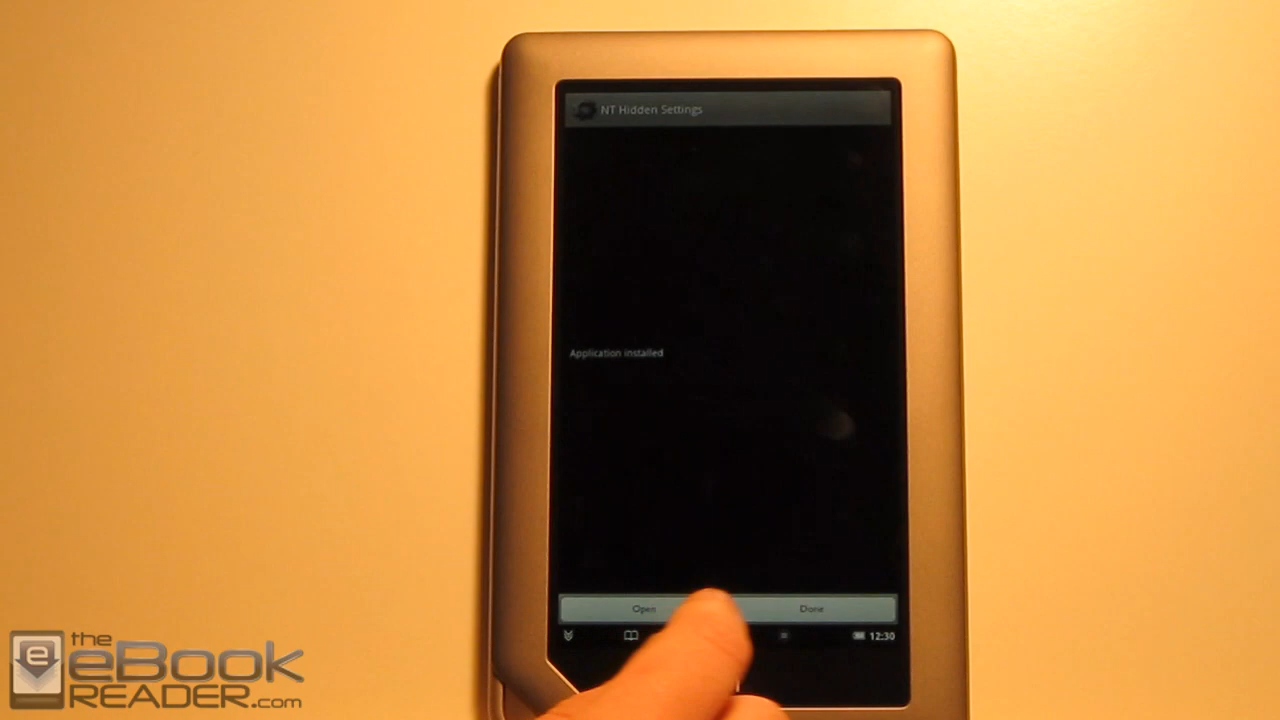 NT Hidden Settings
Application installed
Open
Done
12:30
the
eBook
READER.com